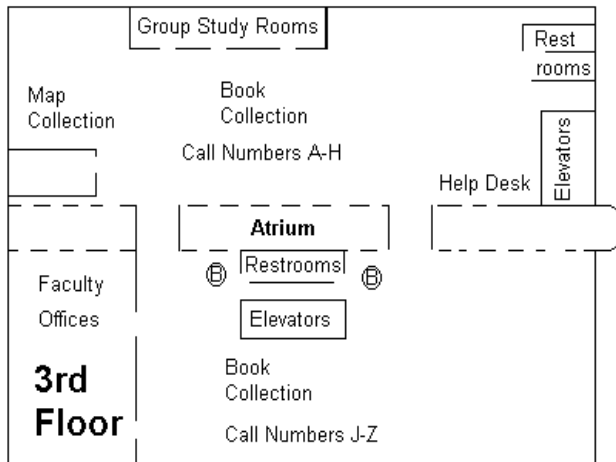 Group Study Rooms
Rest
rooms
Map
Collection
Book
Collection
Call Numbers A-H
Elevators
Help Desk
Atrium
Restrooms
B
B
Faculty
Offices
Elevators
3rd
Floor
Book
Collection
Call Numbers J-Z